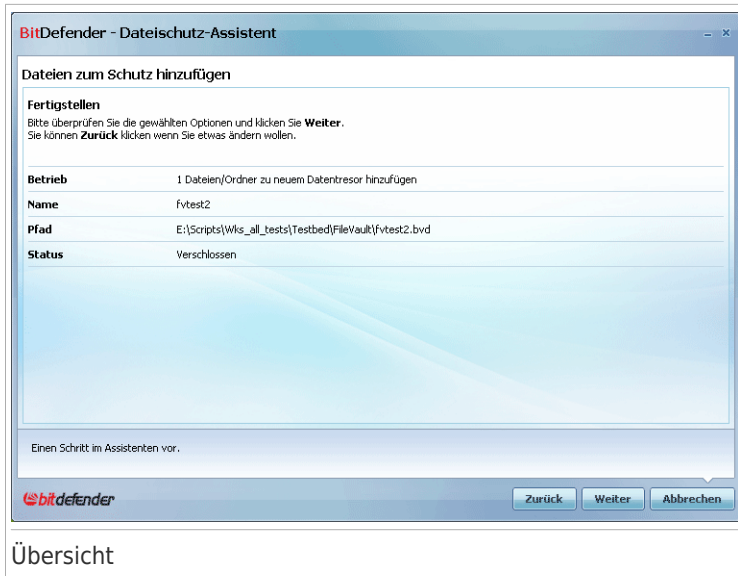 BitDefender - Dateischutz-Assistent
Dateien zum Schutz hinzufügen
Fertigstellen
Bitte überprüfen Sie die gewählten Optionen und klicken Sie Weiter.
Sie können Zurück klicken wenn Sie etwas ändern wollen.
Betrieb 1 Dateien/Ordner zu neuem Datentresor hinzufügen
Name fvtest2
Pfad E:\Scripts\Wks_all_tests\Testbed\FileVault\fvtest2.bvd
Status Verschlossen
Einen Schritt im Assistenten vor.
bitdefender
Zurück Weiter Abbrechen
Übersicht